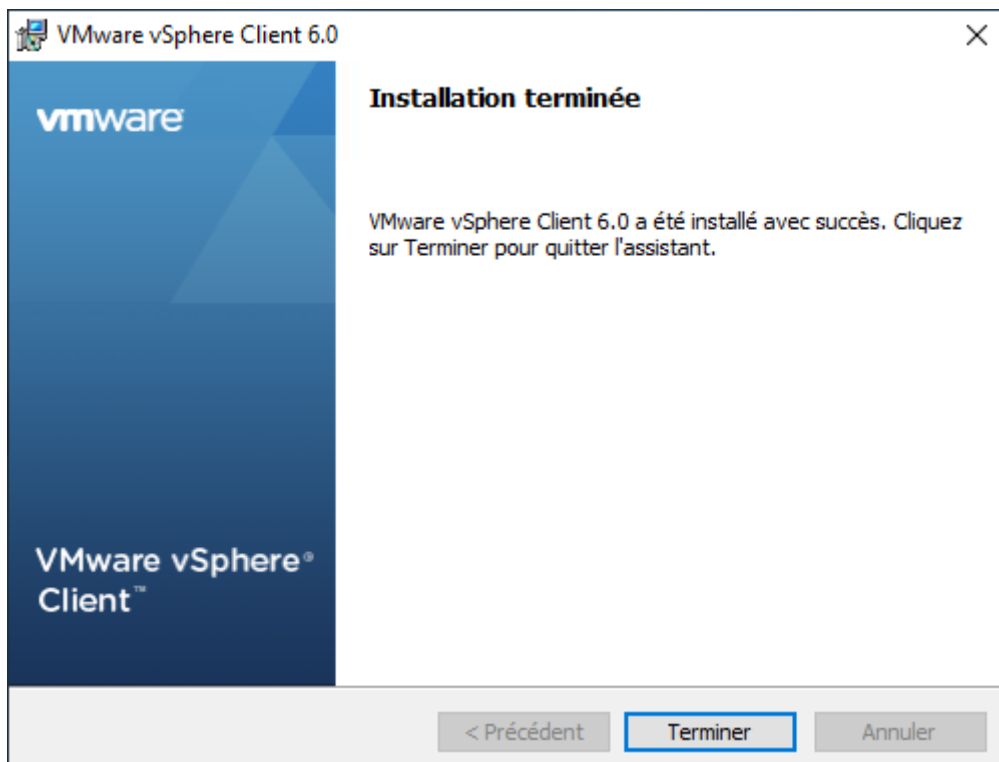 VMware vSphere Client 6.0
vmware
Installation terminée
VMware vSphere Client 6.0 a été installé avec succès. Cliquez
sur Terminer pour quitter l'assistant.
VMware vSphere®
Client™
< Précédent
Terminer
Annuler